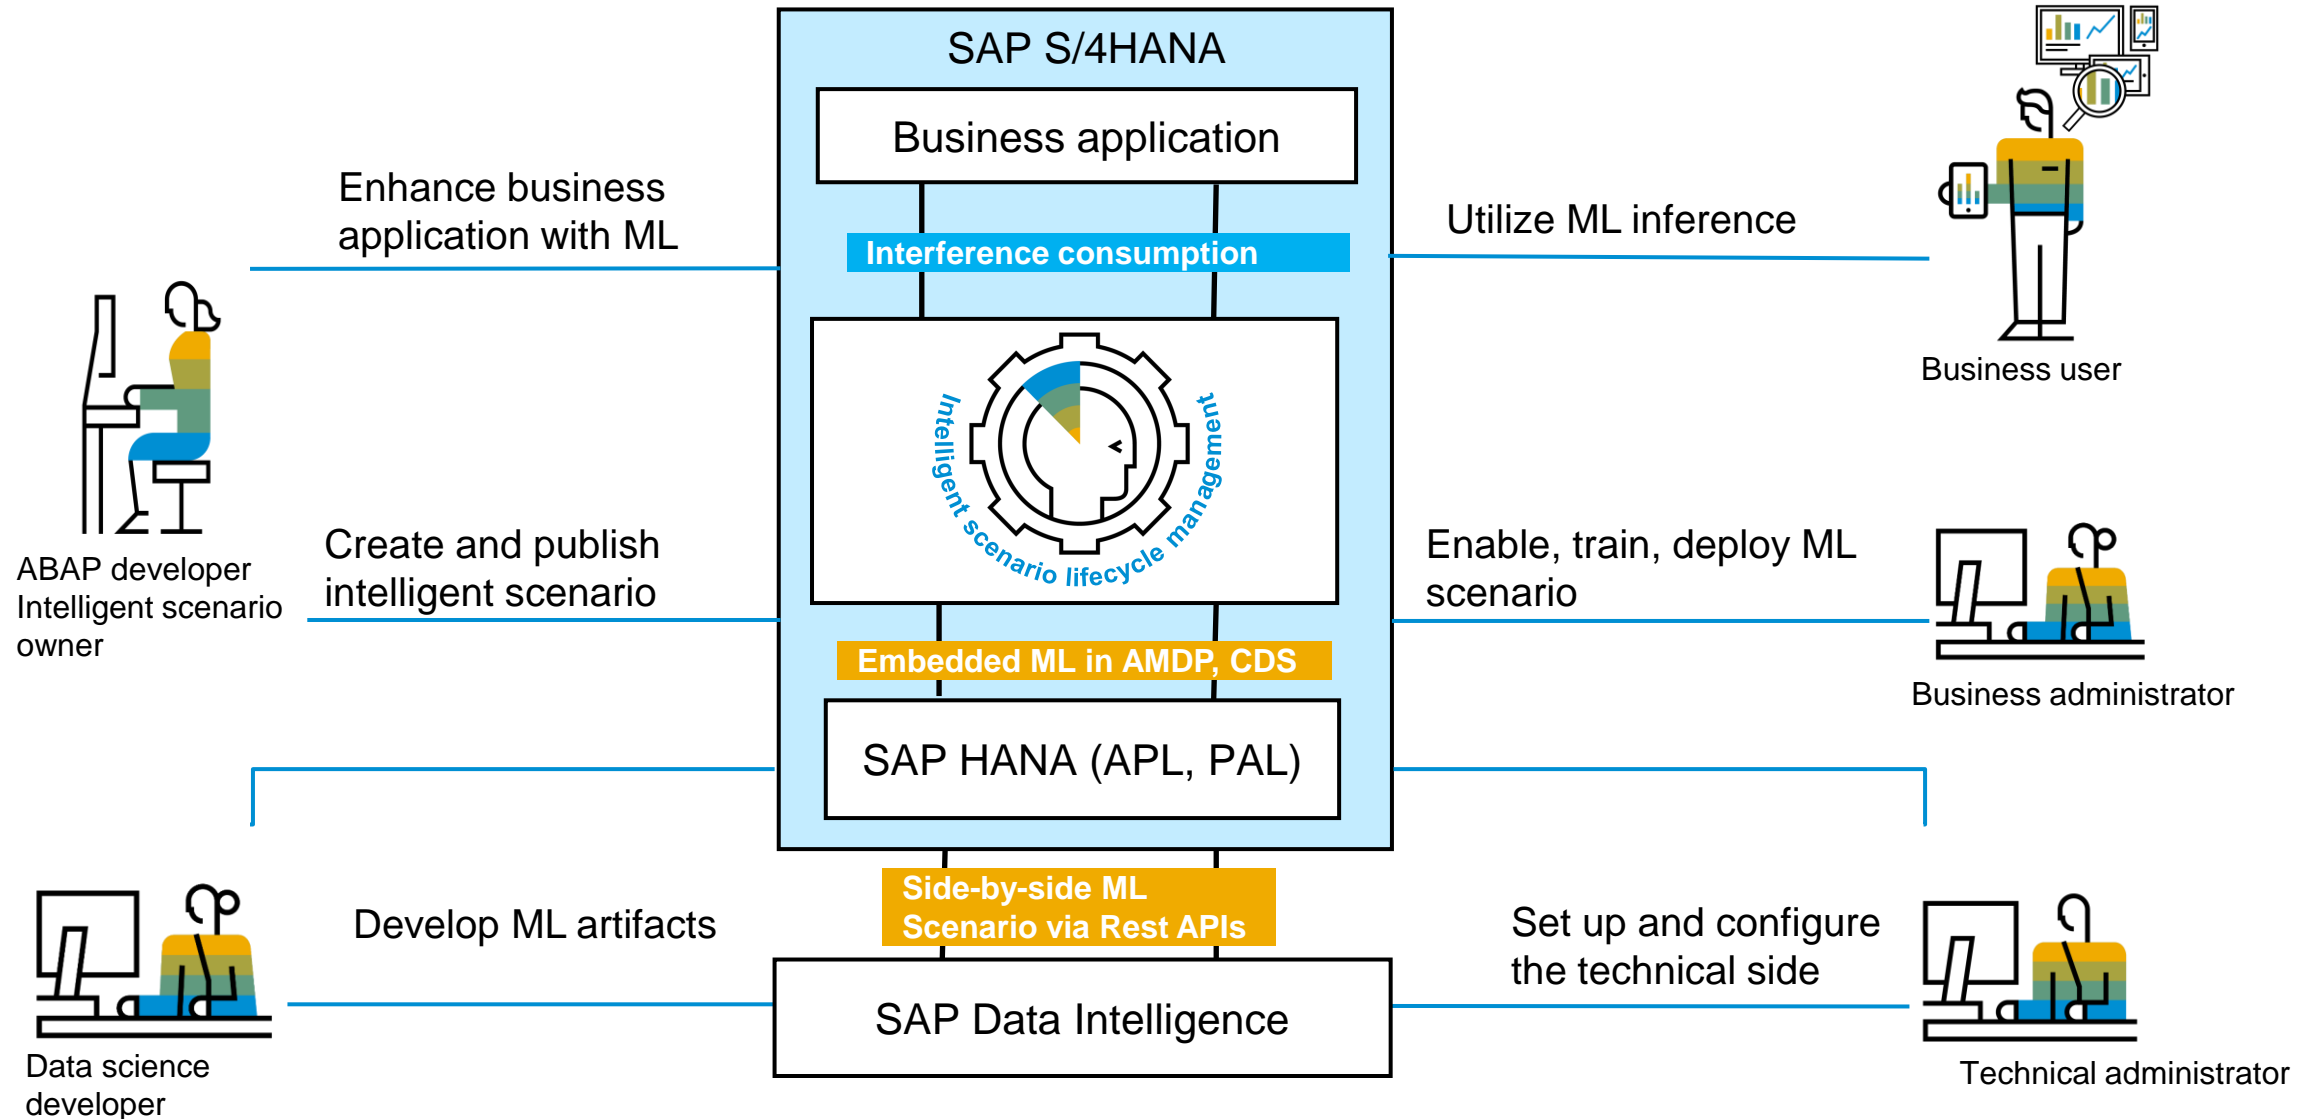 SAP S/4HANA
Business application
Enhance business
application with ML
Interference consumption
Utilize ML inference
Business user
Intelligent scenario lifecycle management
ABAP developer
Intelligent scenario
owner
Create and publish
intelligent scenario
Enable, train, deploy ML
scenario
Business administrator
Embedded ML in AMDP, CDS
SAP HANA (APL, PAL)
Side-by-side ML
Scenario via Rest APIs
Develop ML artifacts
Set up and configure
the technical side
SAP Data Intelligence
Data science
developer
Technical administrator